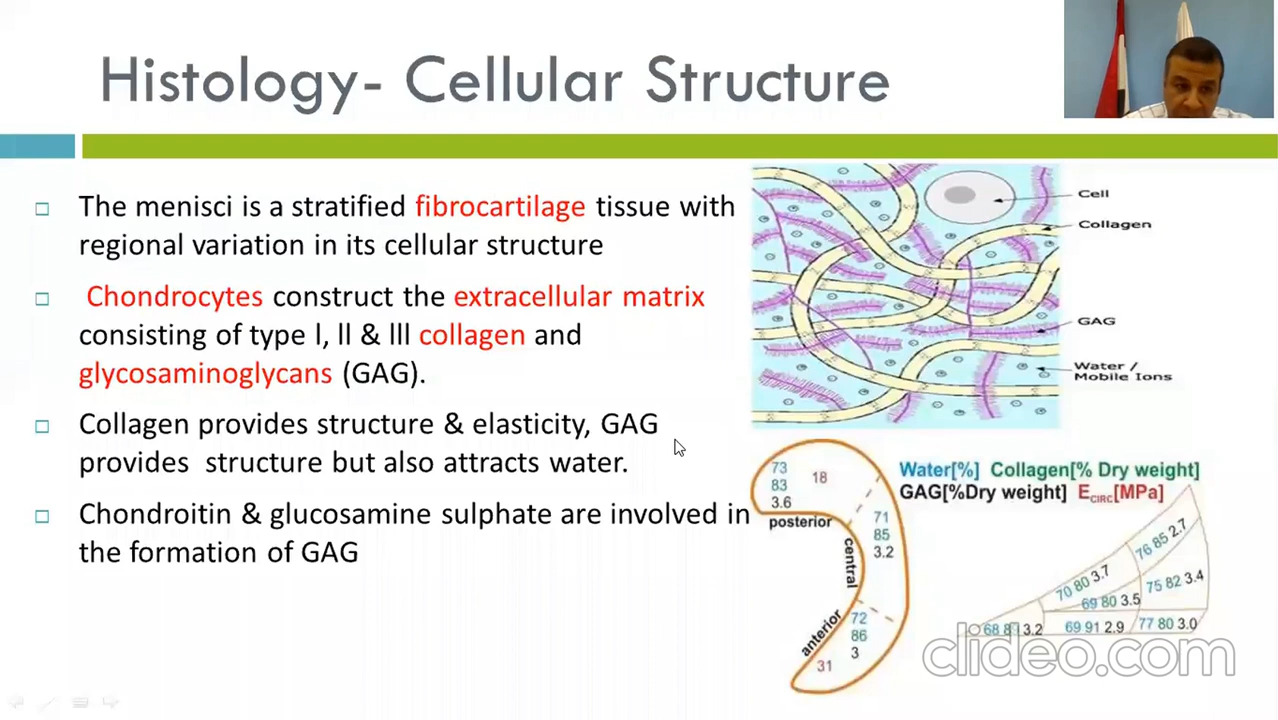 Histology- Cellular Structure
The menisci is a stratified fibrocartilage tissue with
regional variation in its cellular structure
Chondrocytes construct the extracellular matrix
consisting of type l, ll & lll collagen and
glycosaminoglycans (GAG).
Collagen provides structure & elasticity, GAG
provides structure but also attracts water.
Chondroitin & glucosamine sulphate are involved in
the formation of GAG
Cell
Collagen
GAG
Water /
Mobile Ions
Water[%] Collagen[% Dry weight]
GAG[%Dry weight] ECIRC[MPa]
73
83
3.6
18
posterior
71
85
3.2
central
72
86
3
anterior
31
76 85 2.7
70 80 3.7
75 82 3.4
69 80 3.5
68 3.2
69 91 2.9
77 80 3.0
clideo.com